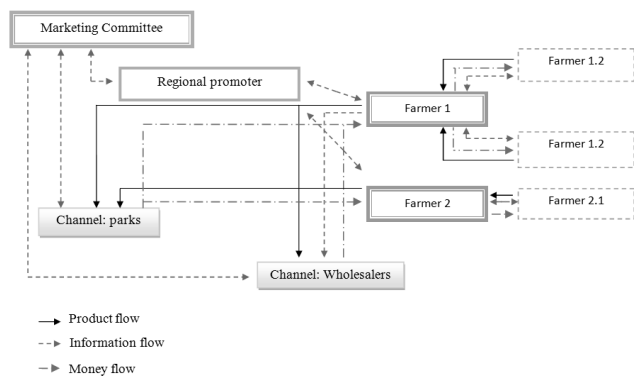 Marketing Committee
Regional promoter
Farmer 1.2
Farmer 1
Farmer 1.2
Farmer 2
Farmer 2.1
Channel: parks
Channel: Wholesalers
Product flow
Information flow
Money flow